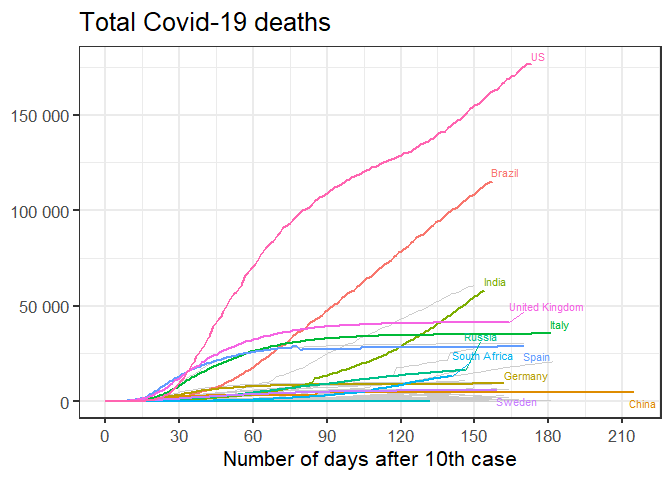 Total Covid-19 deaths
US
150 000
Brazil
100 000
India
50 000
United Kingdom
Italy
Russia
South Africa
Spain
Germany
0
Sweden
China
0 30 60 90 120 150 180 210
Number of days after 10th case